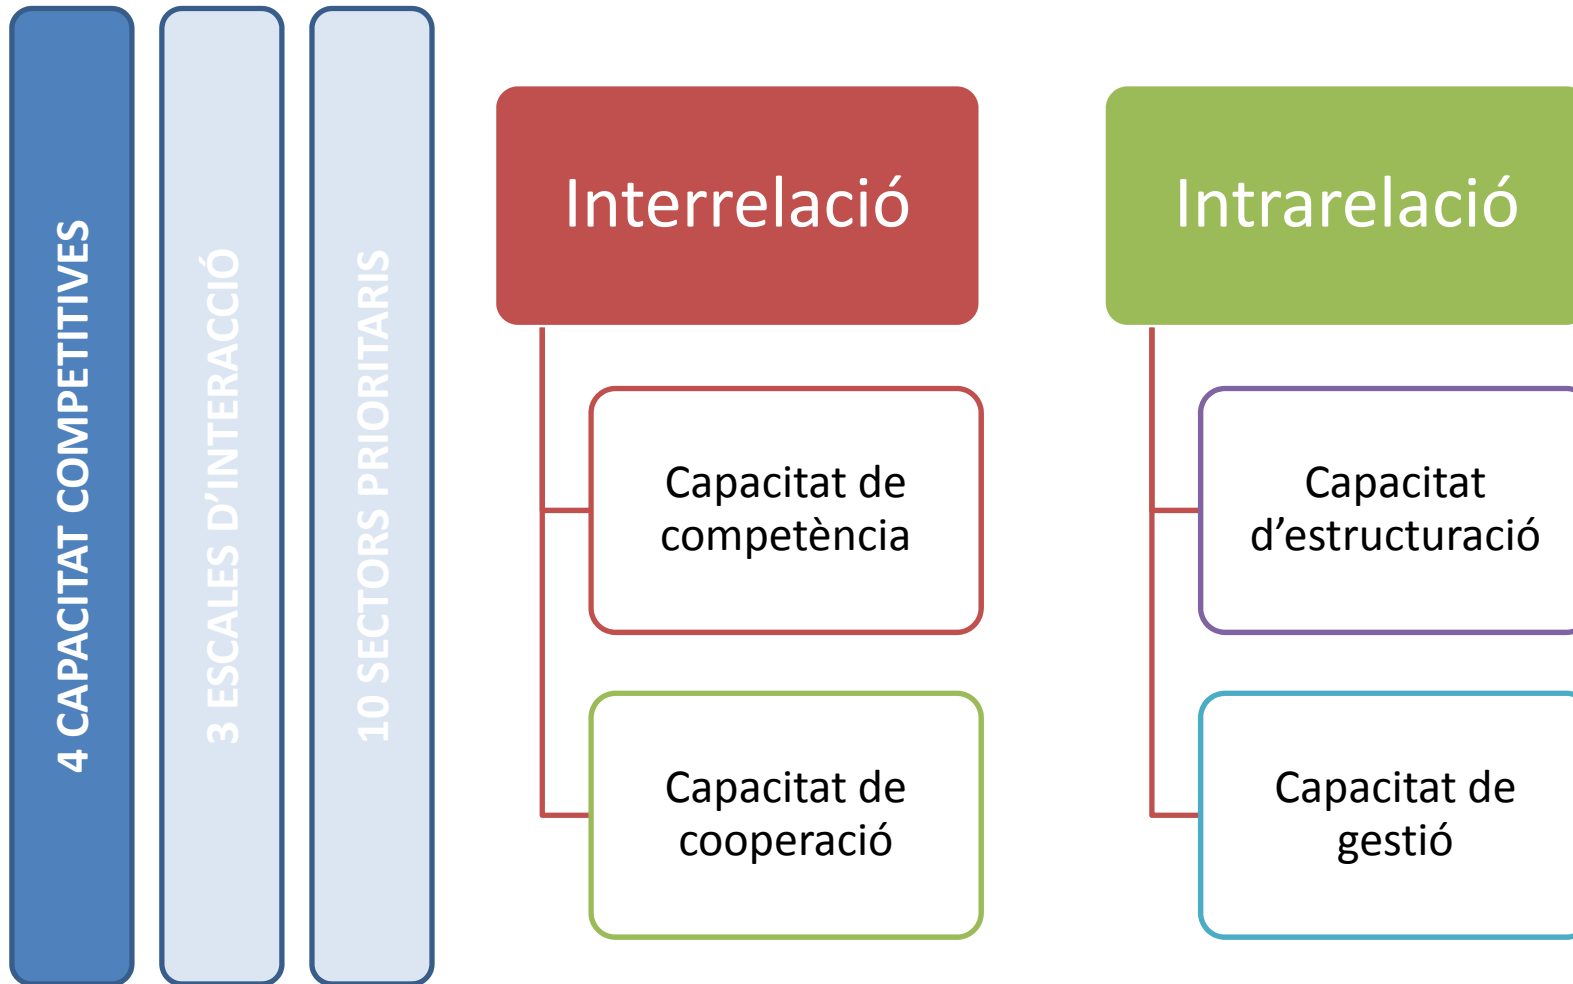 4 CAPACITAT COMPETITIVES
3 ESCALES D’INTERACCIÓ
10 SECTORS PRIORITARIS
Interrelació
Capacitat de
competència
Capacitat de
cooperació
Intrarelació
Capacitat
d’estructuració
Capacitat de
gestió